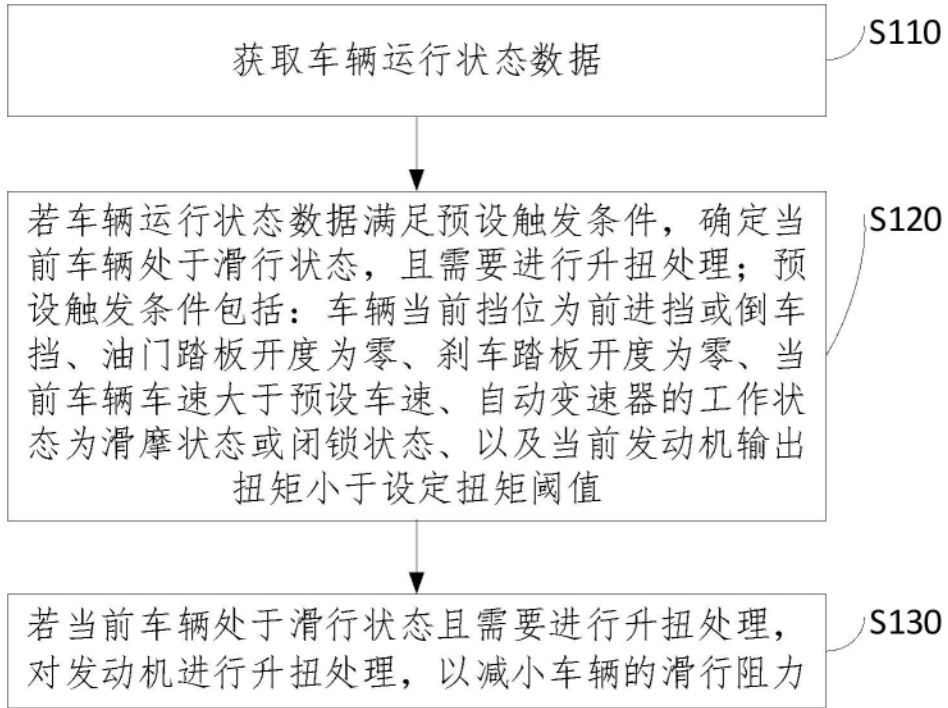 获取车辆运行状态数据
S110
若车辆运行状态数据满足预设触发条件，确定当
前车辆处于滑行状态，且需要进行升扭处理；预
设触发条件包括：车辆当前挡位为前进挡或倒车
挡、油门踏板开度为零、刹车踏板开度为零、当
前车辆车速大于预设车速、自动变速器的工作状
态为滑摩状态或闭锁状态、以及当前发动机输出
扭矩小于设定扭矩阈值
S120
若当前车辆处于滑行状态且需要进行升扭处理，
对发动机进行升扭处理，以减小车辆的滑行阻力
S130